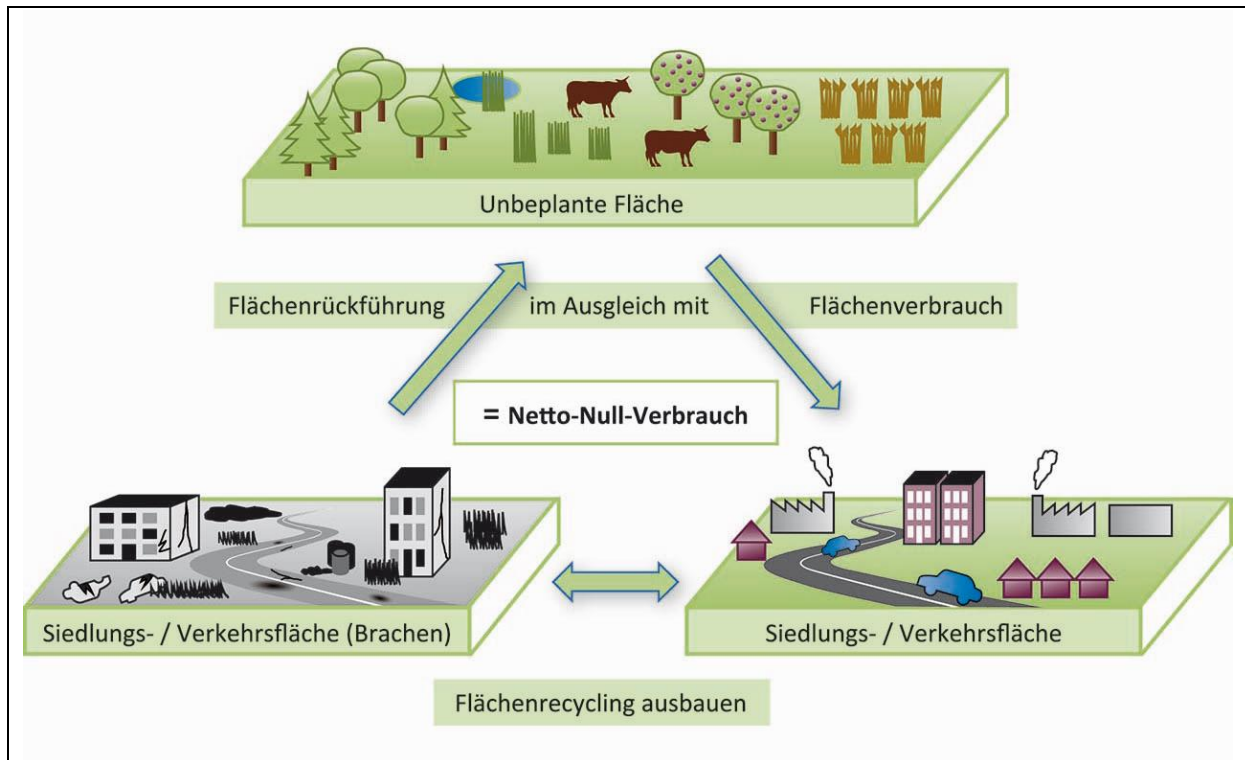 Unbeplante Fläche
Flächenrückführung im Ausgleich mit Flächenverbrauch
= Netto-Null-Verbrauch
Siedlungs- / Verkehrsfläche (Brachen)
Siedlungs- / Verkehrsfläche
Flächenrecycling ausbauen